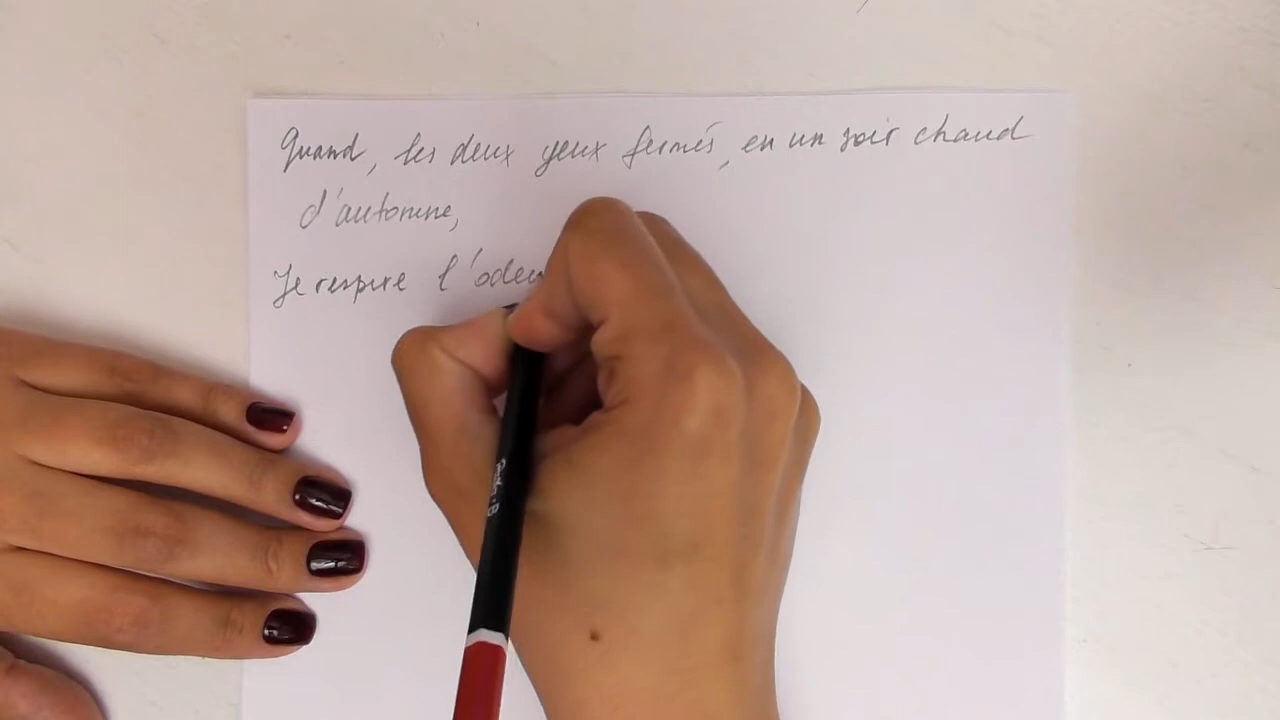 Quand, les deux yeux fermés, en un soir chaud
d'automne,
Je respire l'odeu